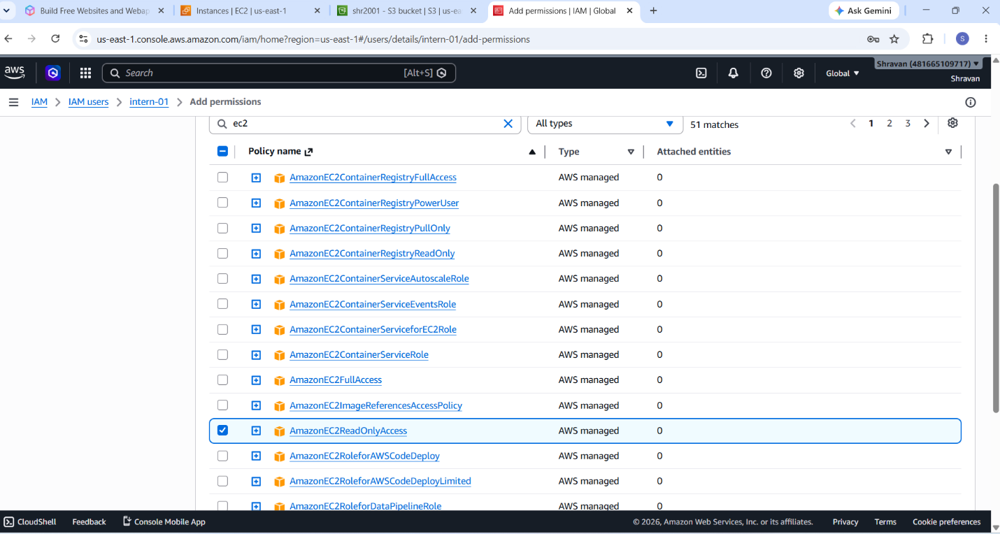 Build Free Websites and Webap
Instances | EC2 | us-east-1
shr2001 - S3 bucket | S3 | us-ea
Add permissions | IAM | Global
Ask Gemini
us-east-1.console.aws.amazon.com/iam/home?region=us-east-1#/users/details/intern-01/add-permissions
S
aws
Search
[Alt+S]
Global
Shravan (481665109717)
Shravan
IAM > IAM users > intern-01 > Add permissions
ec2
All types
51 matches
1 2 3
Policy name
Type
Attached entities
AmazonEC2ContainerRegistryFullAccess AWS managed 0
AmazonEC2ContainerRegistryPowerUser AWS managed 0
AmazonEC2ContainerRegistryPullOnly AWS managed 0
AmazonEC2ContainerRegistryReadOnly AWS managed 0
AmazonEC2ContainerServiceAutoscaleRole AWS managed 0
AmazonEC2ContainerServiceEventsRole AWS managed 0
AmazonEC2ContainerServiceforEC2Role AWS managed 0
AmazonEC2ContainerServiceRole AWS managed 0
AmazonEC2FullAccess AWS managed 0
AmazonEC2ImageReferencesAccessPolicy AWS managed 0
AmazonEC2ReadOnlyAccess AWS managed 0
AmazonEC2RoleforAWSCodeDeploy AWS managed 0
AmazonEC2RoleforAWSCodeDeployLimited AWS managed 0
AmazonEC2RoleforDataPipelineRole AWS managed 0
CloudShell Feedback Console Mobile App © 2026, Amazon Web Services, Inc. or its affiliates. Privacy Terms Cookie preferences